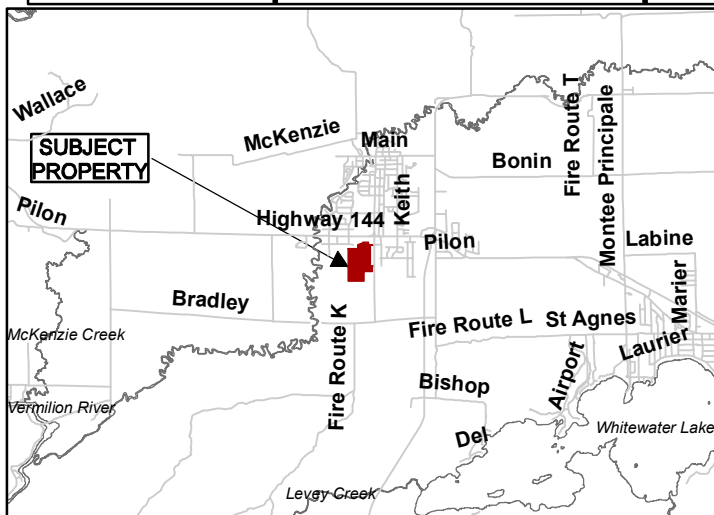 Wallace
McKenzie
Main
Fire Route T
Montee Principale
SUBJECT
PROPERTY
Bonin
Keith
Pilon
Highway 144
Pilon
Labine
Marier
Bradley
Fire Route K
Fire Route L
St Agnes
Laurier
McKenzie Creek
Bishop
Airport
Vermilion River
Del
Whitewater Lake
Levey Creek